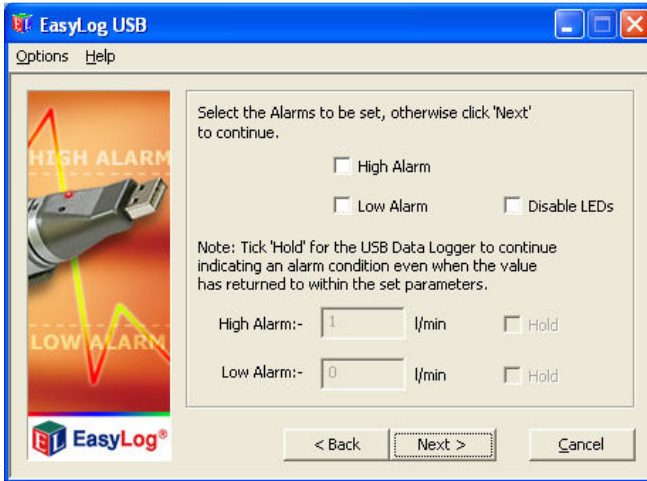 EasyLog USB
Options Help
Select the Alarms to be set, otherwise click 'Next'
to continue.
HIGH ALARM
High Alarm
Low Alarm
Disable LEDs
Note: Tick 'Hold' for the USB Data Logger to continue
indicating an alarm condition even when the value
has returned to within the set parameters.
High Alarm:- 1 l/min Hold
LOW ALARM
Low Alarm:- 0 l/min Hold
EL EasyLog®
< Back Next > Cancel